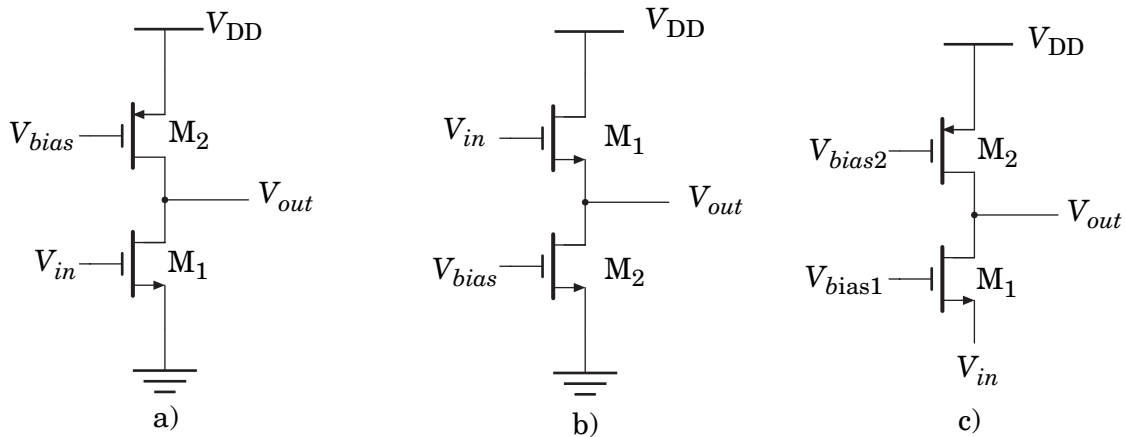 V_DD
V_bias
M_2
V_out
V_in
M_1
a)
V_DD
V_in
M_1
V_out
V_bias
M_2
b)
V_DD
V_bias2
M_2
V_out
V_bias1
M_1
V_in
c)